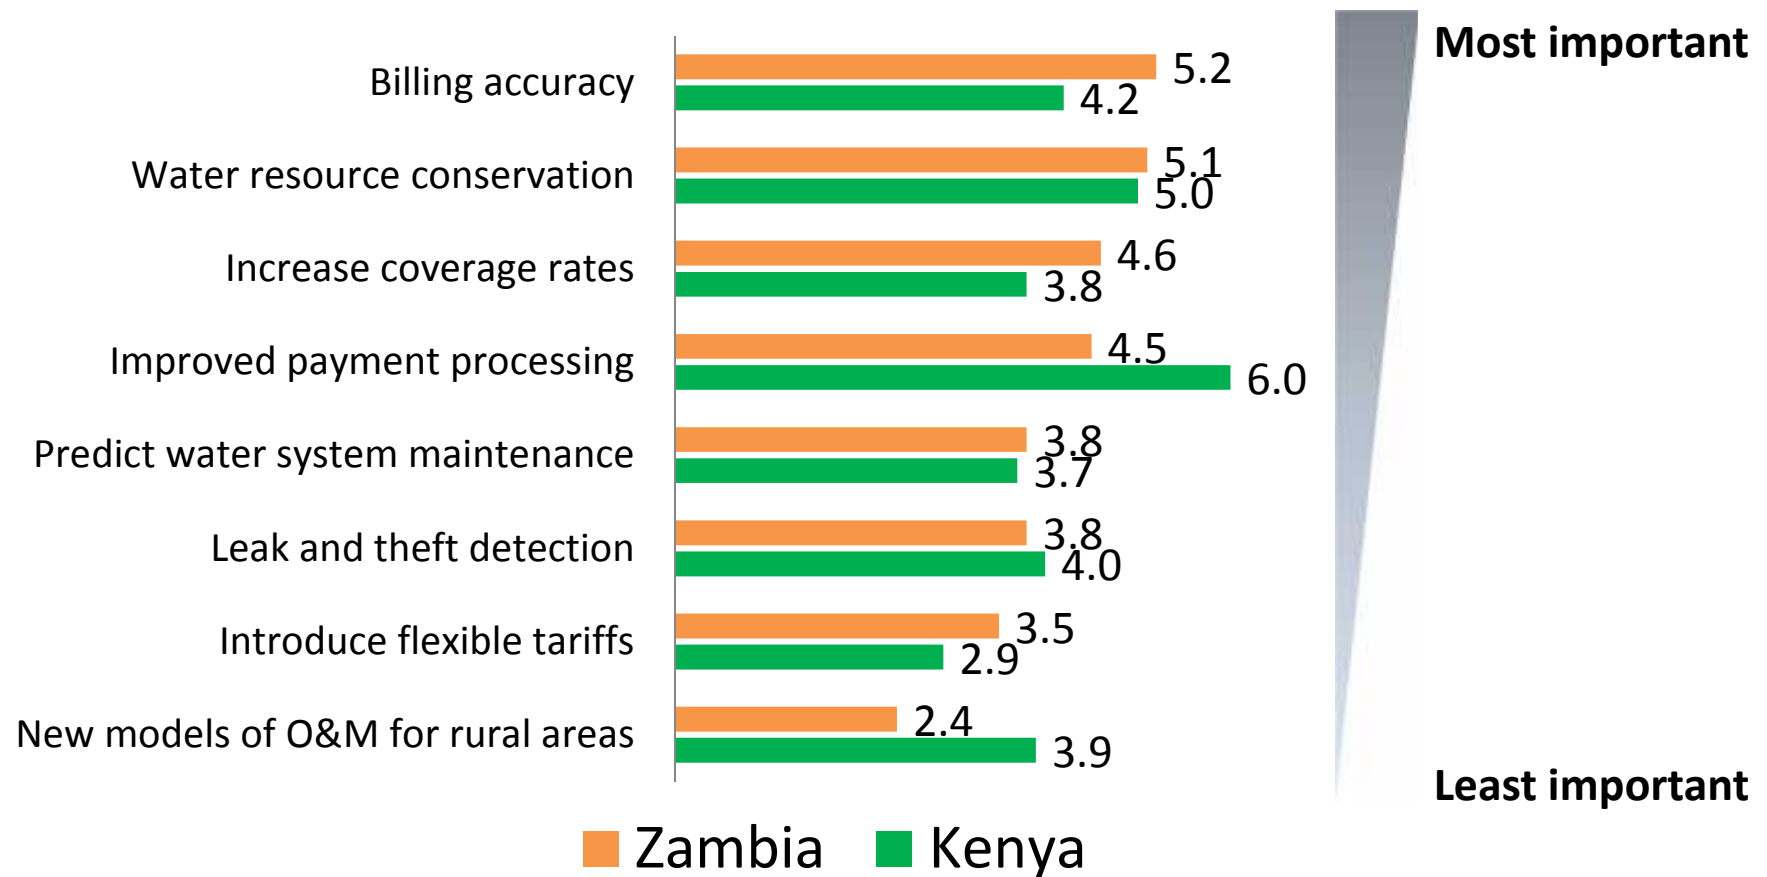 Most important
Billing accuracy
5.2
4.2
Water resource conservation
5.1
5.0
Increase coverage rates
4.6
3.8
Improved payment processing
4.5
6.0
Predict water system maintenance
3.8
3.7
Leak and theft detection
3.8
4.0
Introduce flexible tariffs
3.5
2.9
New models of O&M for rural areas
2.4
3.9
Least important
Zambia Kenya